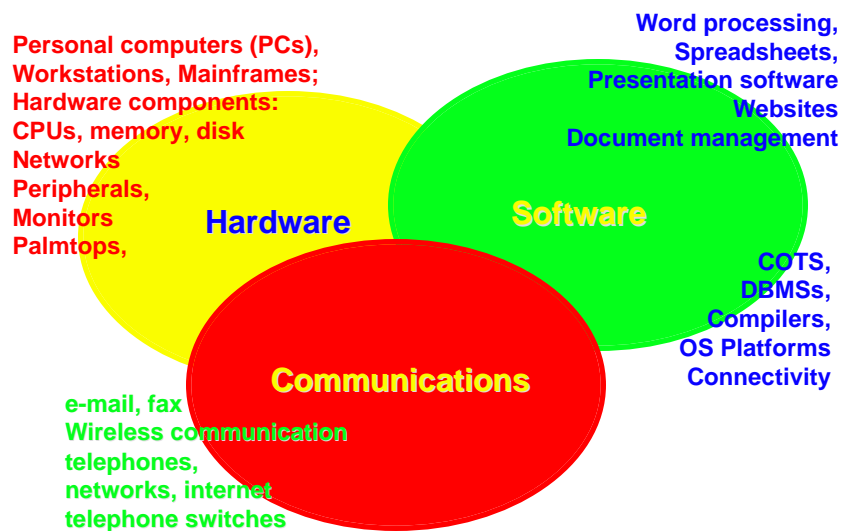 Personal computers (PCs),
Workstations, Mainframes;
Hardware components:
CPUs, memory, disk
Networks
Peripherals,
Monitors
Palmtops,
Hardware
Word processing,
Spreadsheets,
Presentation software
Websites
Document management
Software
COTS,
DBMSs,
Compilers,
OS Platforms
Connectivity
Communications
e-mail, fax
Wireless communication
telephones,
networks, internet
telephone switches